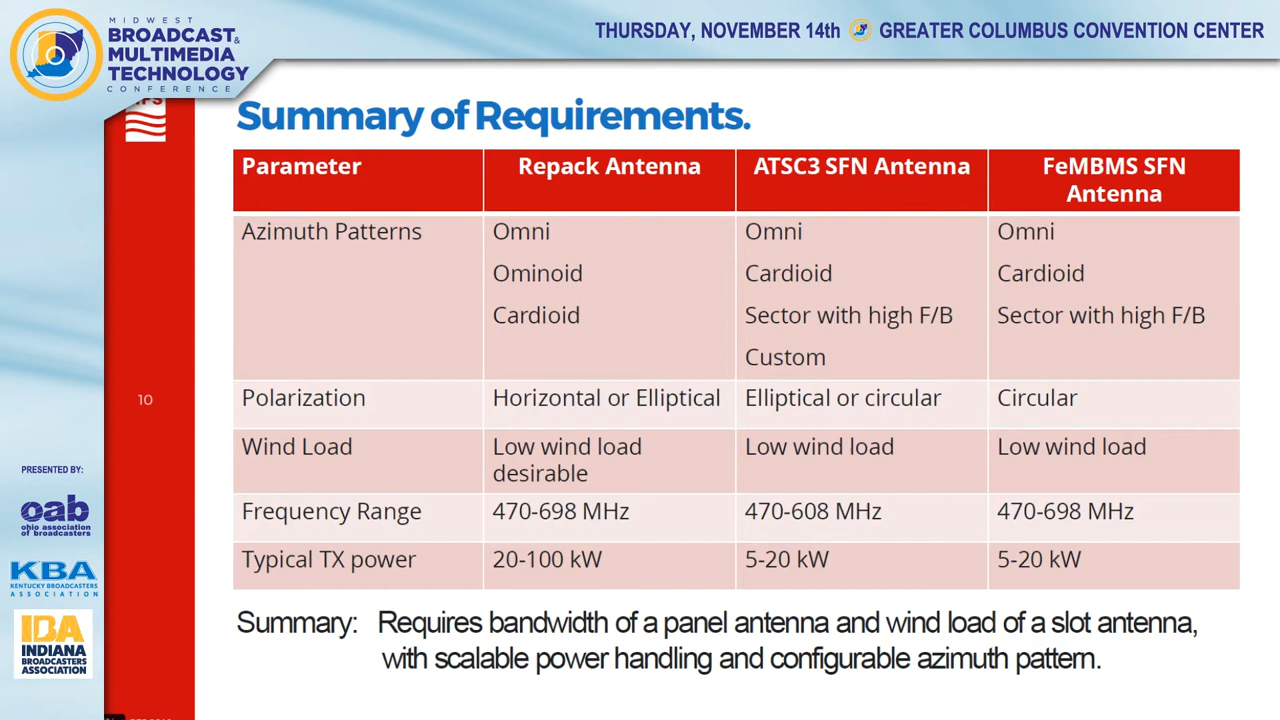 MIDWEST
BROADCAST&
MULTIMEDIA
TECHNOLOGY
CONFERENCE
THURSDAY, NOVEMBER 14th GREATER COLUMBUS CONVENTION CENTER
Summary of Requirements.
Parameter Repack Antenna ATSC3 SFN Antenna FeMBMS SFN Antenna
Azimuth Patterns Omni Omni Omni
Ominoid Cardioid Cardioid
Cardioid Sector with high F/B Sector with high F/B
Custom
Polarization Horizontal or Elliptical Elliptical or circular Circular
Wind Load Low wind load desirable Low wind load Low wind load
Frequency Range 470-698 MHz 470-608 MHz 470-698 MHz
Typical TX power 20-100 kW 5-20 kW 5-20 kW
Summary: Requires bandwidth of a panel antenna and wind load of a slot antenna,
with scalable power handling and configurable azimuth pattern.
10
PRESENTED BY:
oab
ohio association
of broadcasters
KBA
KENTUCKY BROADCASTERS
ASSOCIATION
IBA
INDIANA
BROADCASTERS
ASSOCIATION